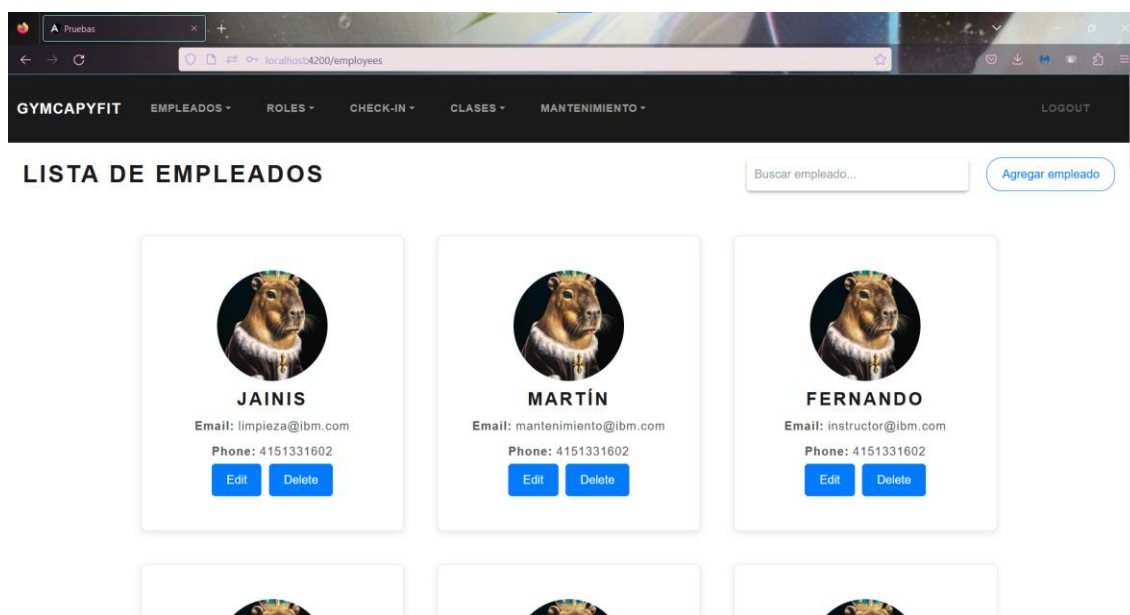 Pruebas
localhost:4200/employees
GYMCAPYFIT EMPLEADOS ROLES CHECK-IN CLASES MANTENIMIENTO LOGOUT
LISTA DE EMPLEADOS Buscar empleado... Agregar empleado
JAINIS MARTÍN FERNANDO
Email: limpieza@ibm.com Email: mantenimiento@ibm.com Email: instructor@ibm.com
Phone: 4151331602 Phone: 4151331602 Phone: 4151331602
Edit Delete Edit Delete Edit Delete